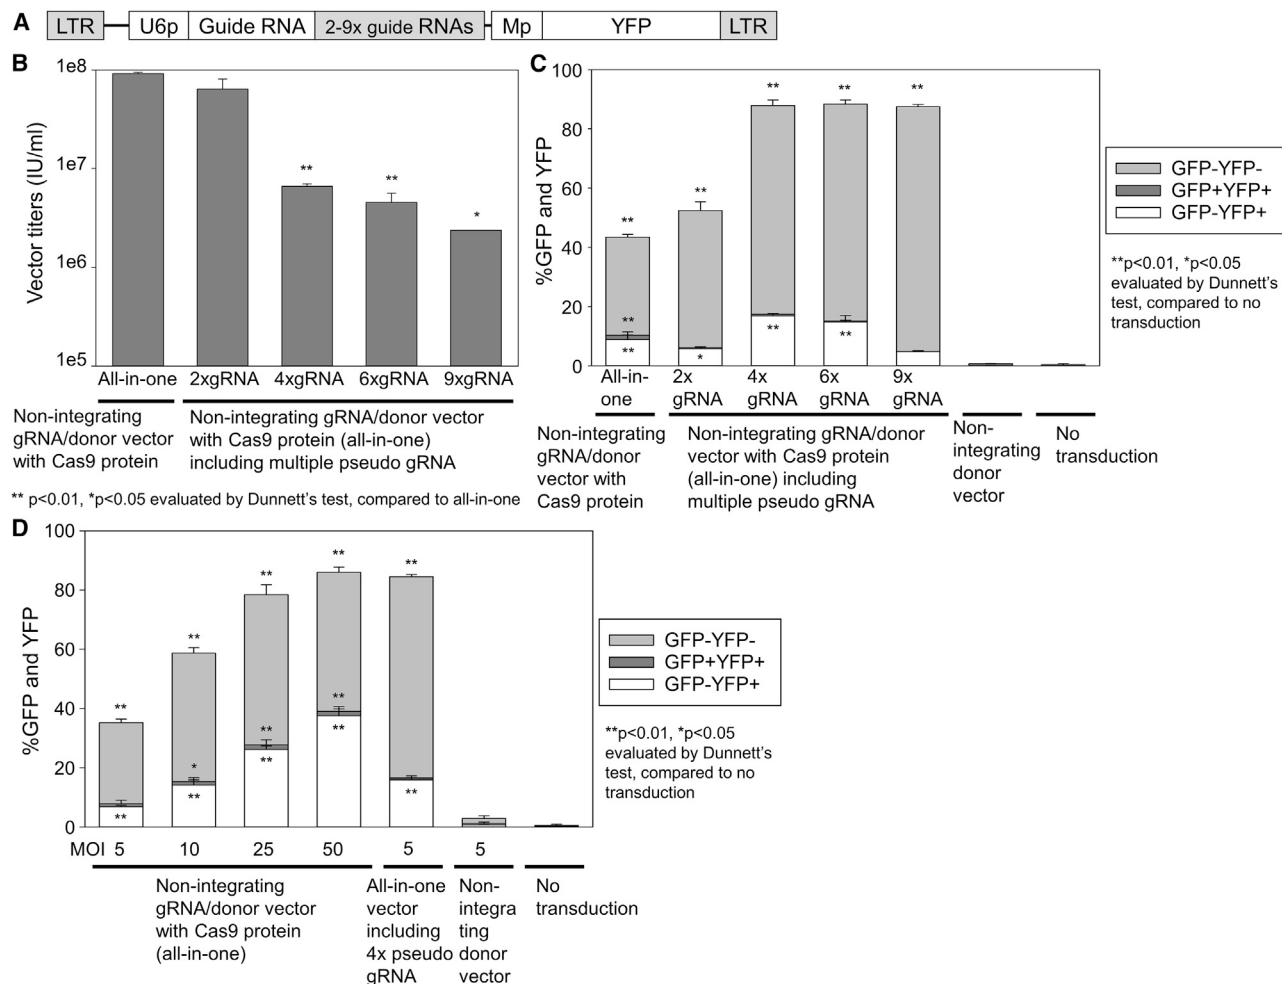 A
LTR U6p Guide RNA 2-9x guide RNAs Mp YFP LTR
B
Vector titers (IU/ml)
1e8
1e7
1e6
1e5
** ** *
All-in-one 2xgRNA 4xgRNA 6xgRNA 9xgRNA
Non-integrating
gRNA/donor vector
with Cas9 protein
Non-integrating gRNA/donor vector
with Cas9 protein (all-in-one)
including multiple pseudo gRNA
** p<0.01, *p<0.05 evaluated by Dunnett's test, compared to all-in-one
C
%GFP and YFP
100
80
60
40
20
0
** ** ** ** **
**
** * ** **
All-in-
one
2x
gRNA
4x
gRNA
6x
gRNA
9x
gRNA
Non-integrating
gRNA/donor
vector with
Cas9 protein
Non-integrating gRNA/donor
vector with Cas9 protein
(all-in-one) including
multiple pseudo gRNA
Non-
integrating
donor
vector
No
transduction
GFP-YFP-
GFP+YFP+
GFP-YFP+
**p<0.01, *p<0.05
evaluated by Dunnett's
test, compared to no
transduction
D
%GFP and YFP
100
80
60
40
20
0
** ** ** ** **
* ** **
** ** ** ** **
MOI 5 10 25 50 5 5
Non-integrating
gRNA/donor vector
with Cas9 protein
(all-in-one)
All-in-one
vector
including
4x pseudo
gRNA
Non-
integra
ting
donor
vector
No
transduction
GFP-YFP-
GFP+YFP+
GFP-YFP+
**p<0.01, *p<0.05
evaluated by Dunnett's
test, compared to no
transduction